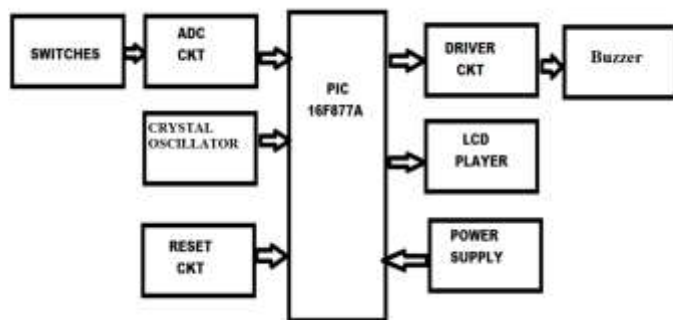 SWITCHES
ADC
CKT
CRYSTAL
OSCILLATOR
RESET
CKT
PIC
16F877A
DRIVER
CKT
Buzzer
LCD
PLAYER
POWER
SUPPLY